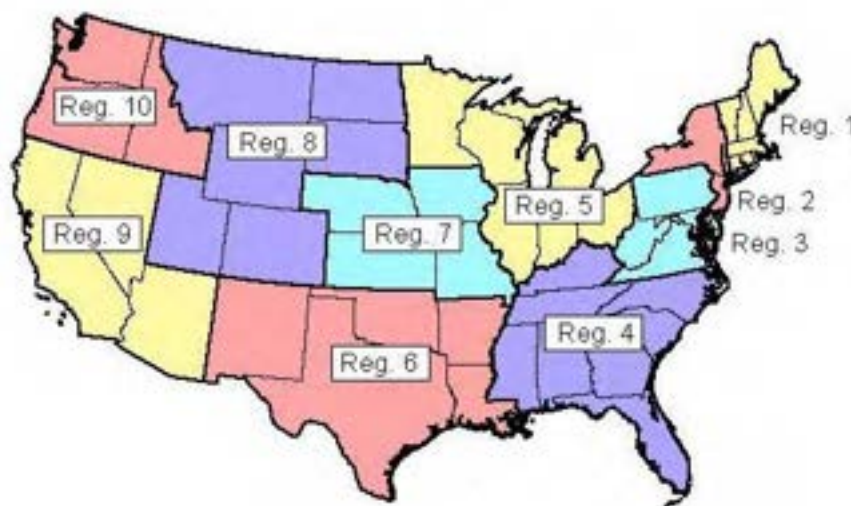 Reg. 10
Reg. 8
Reg. 1
Reg. 5
Reg. 2
Reg. 9
Reg. 7
Reg. 3
Reg. 4
Reg. 6